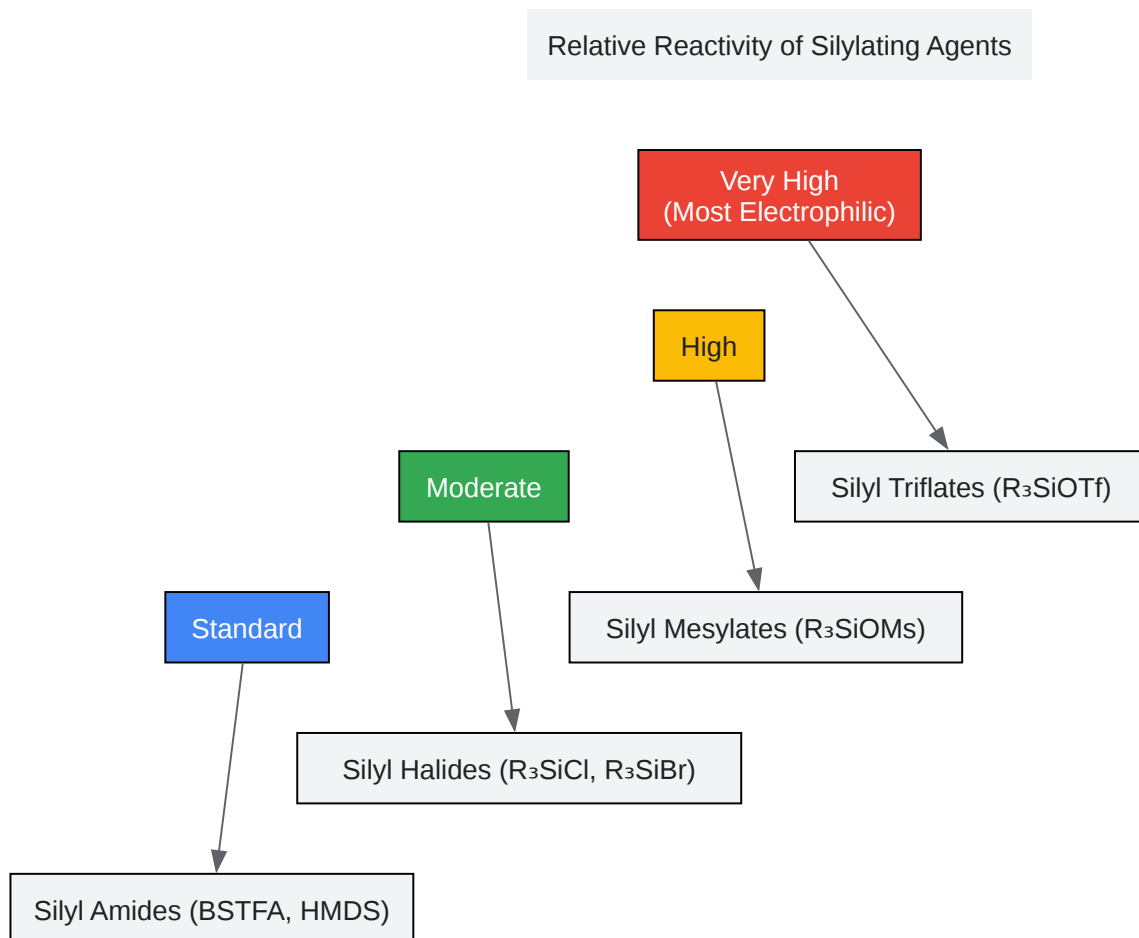 Relative Reactivity of Silylating Agents
Very High
(Most Electrophilic)
High
Moderate
Silyl Triflates (R₃SiOTf)
Standard
Silyl Mesylates (R₃SiOMs)
Silyl Halides (R₃SiCl, R₃SiBr)
Silyl Amides (BSTFA, HMDS)